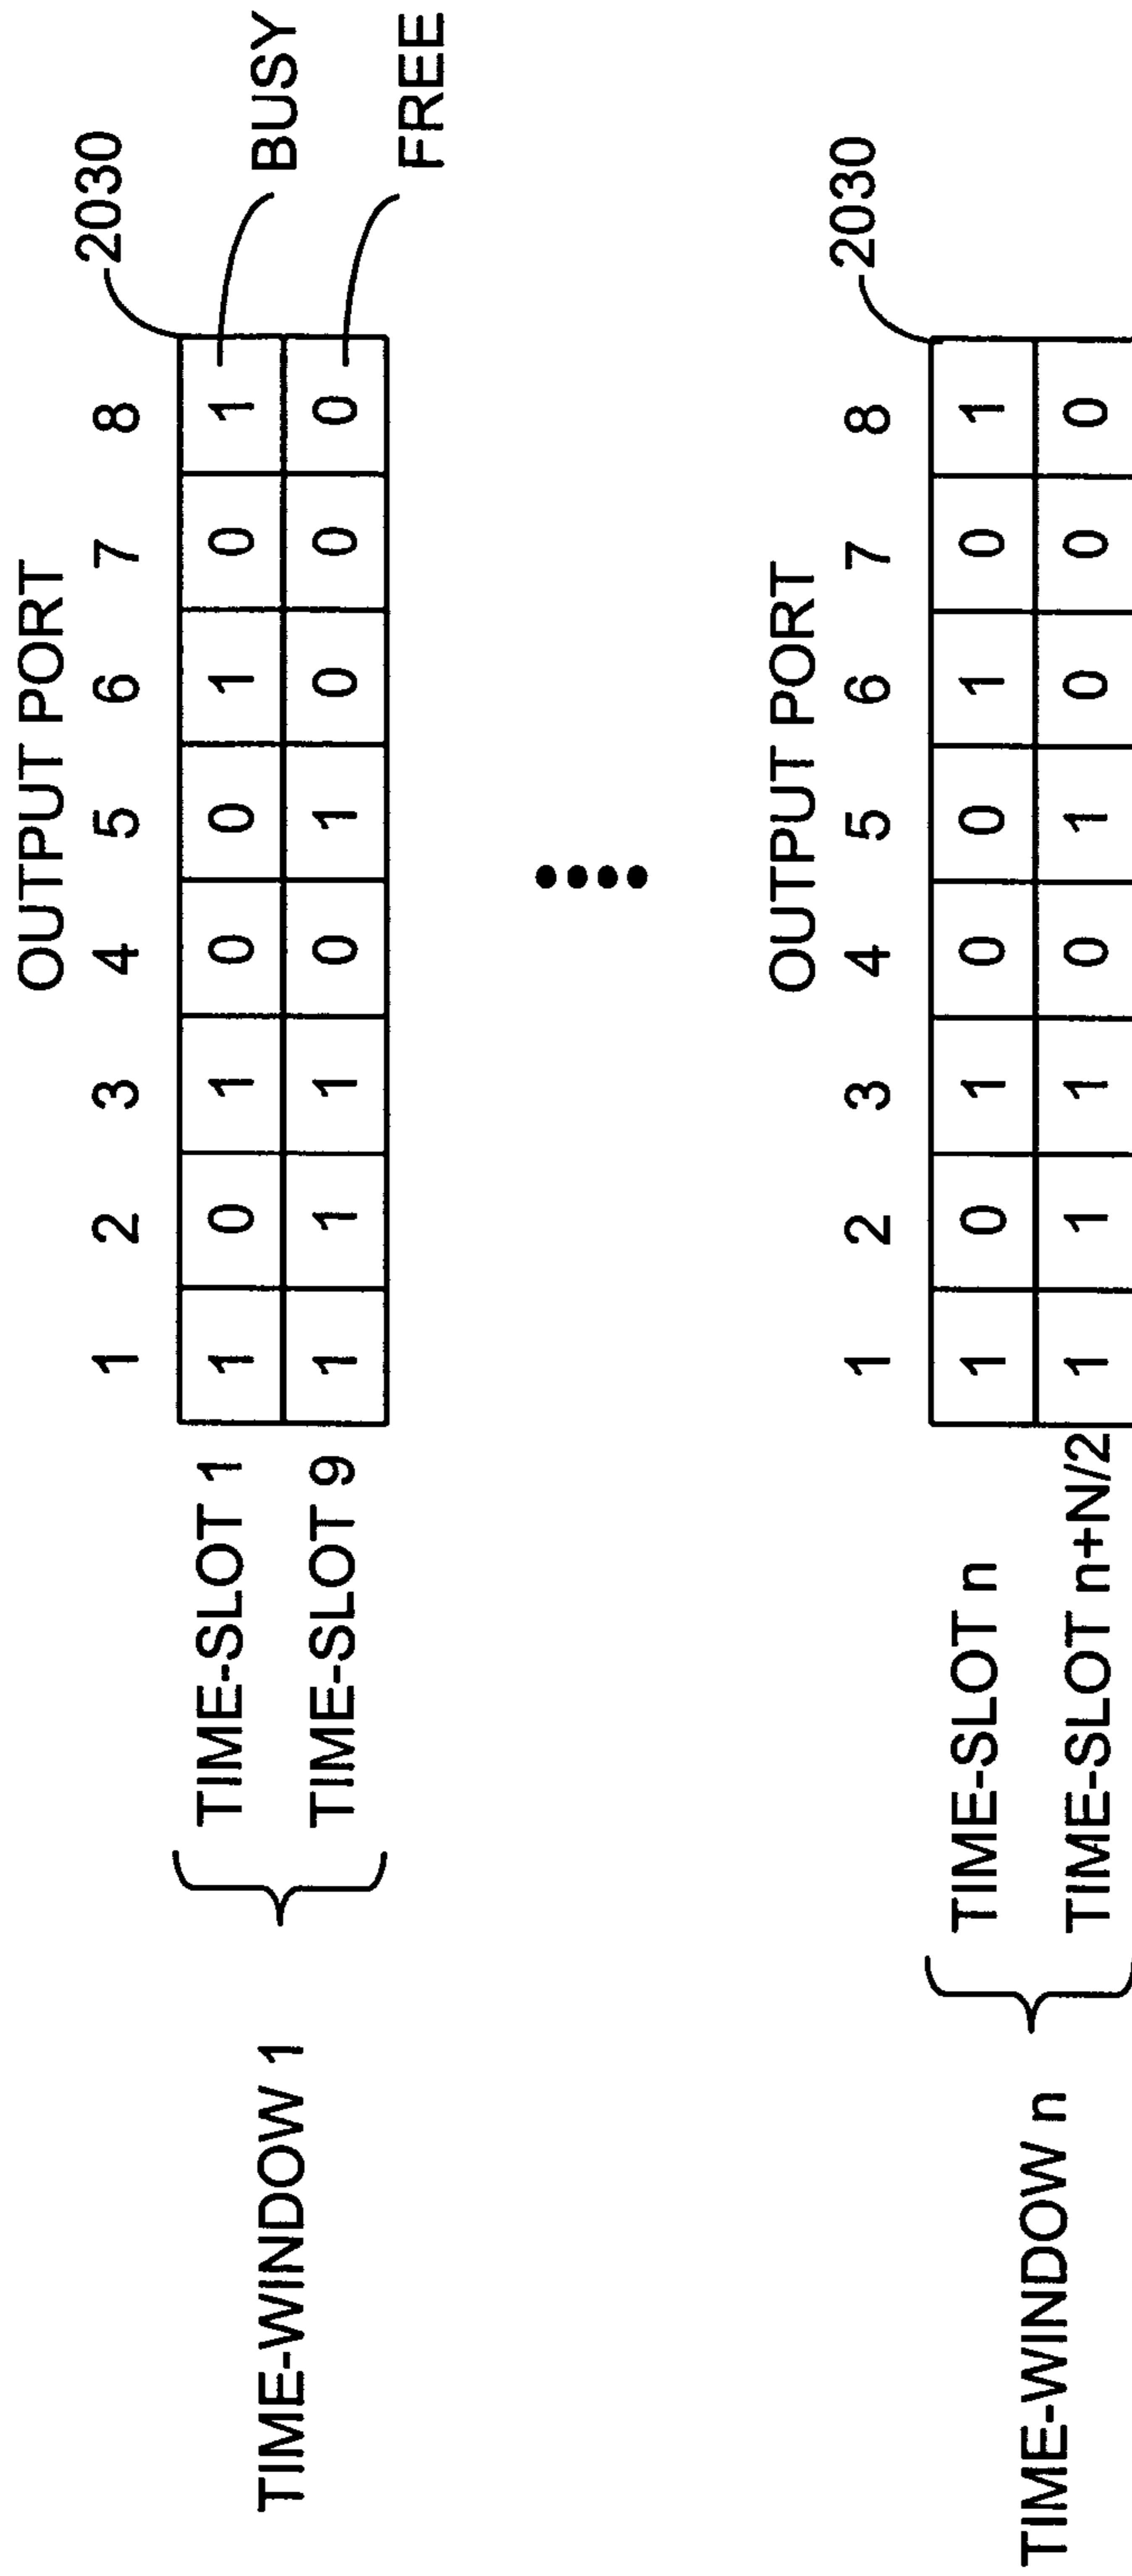 OUTPUT PORT
1 2 3 4 5 6 7 8
2030
TIME-WINDOW 1
TIME-SLOT 1
1 0 1 0 0 1 0 1
BUSY
TIME-SLOT 9
1 1 1 0 1 0 0 0
FREE
OUTPUT PORT
1 2 3 4 5 6 7 8
2030
TIME-WINDOW n
TIME-SLOT n
1 0 1 0 0 1 0 1
TIME-SLOT n+N/2
1 1 1 0 1 0 0 0